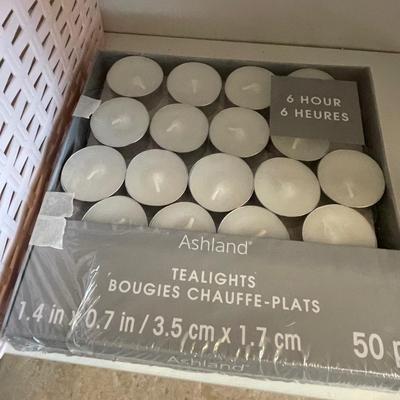 6 HOUR
6 HEURES
Ashland®
TEALIGHTS
BOUGIES CHAUFFE-PLATS
1.4 in x 0.7 in / 3.5 cm x 1.7 cm 50
Ashland